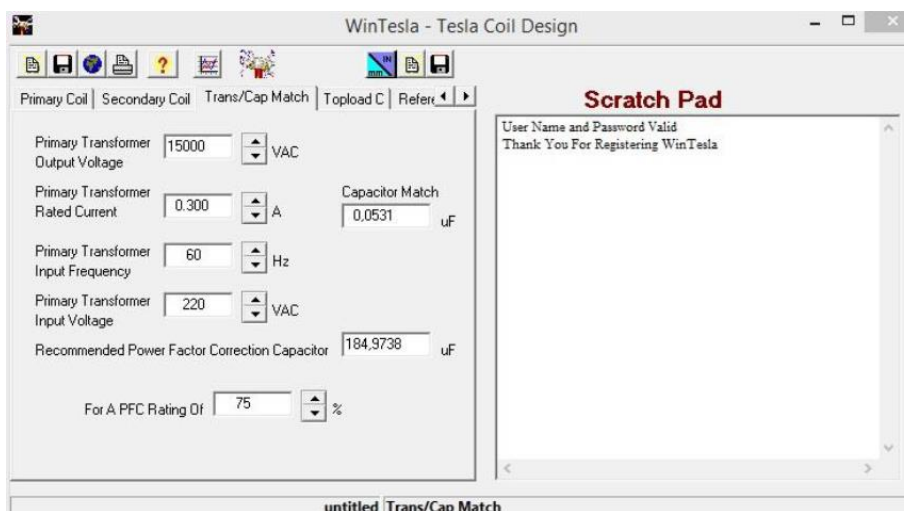 WinTesla - Tesla Coil Design
IN
mm
Primary Coil Secondary Coil Trans/Cap Match Topload C Refere
Primary Transformer
Output Voltage
15000
VAC
Primary Transformer
Rated Current
0.300
A
Capacitor Match
0,0531
uF
Primary Transformer
Input Frequency
60
Hz
Primary Transformer
Input Voltage
220
VAC
Recommended Power Factor Correction Capacitor
184,9738
uF
For A PFC Rating Of
75
%
Scratch Pad
User Name and Password Valid
Thank You For Registering WinTesla
untitled
Trans/Cap Match